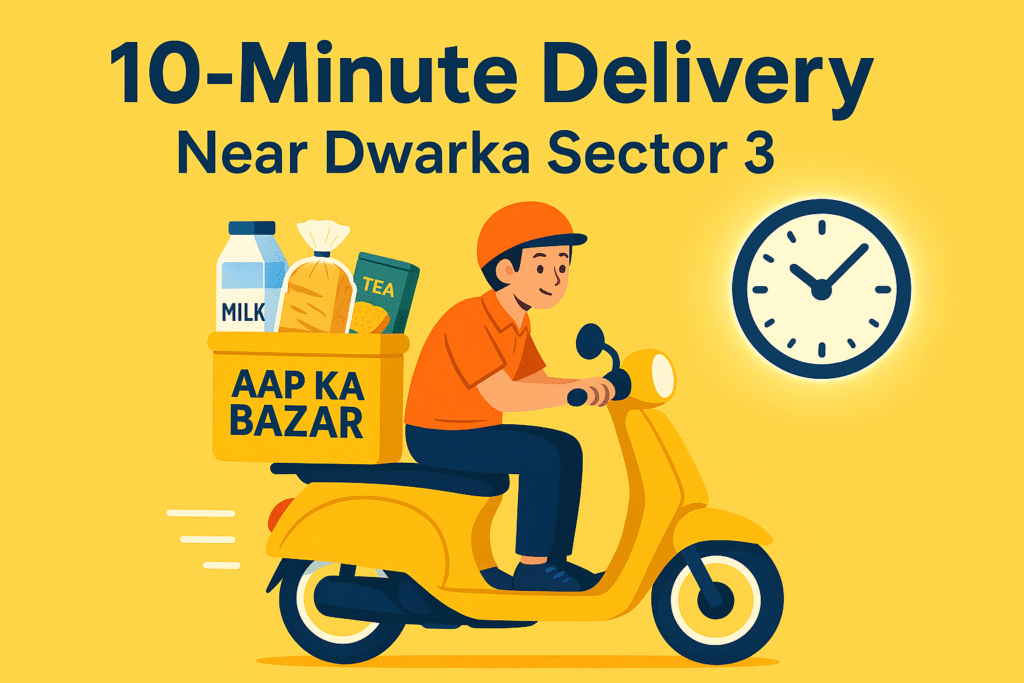 10-Minute Delivery
Near Dwarka Sector 3
MILK
TEA
AAP KA
BAZAR